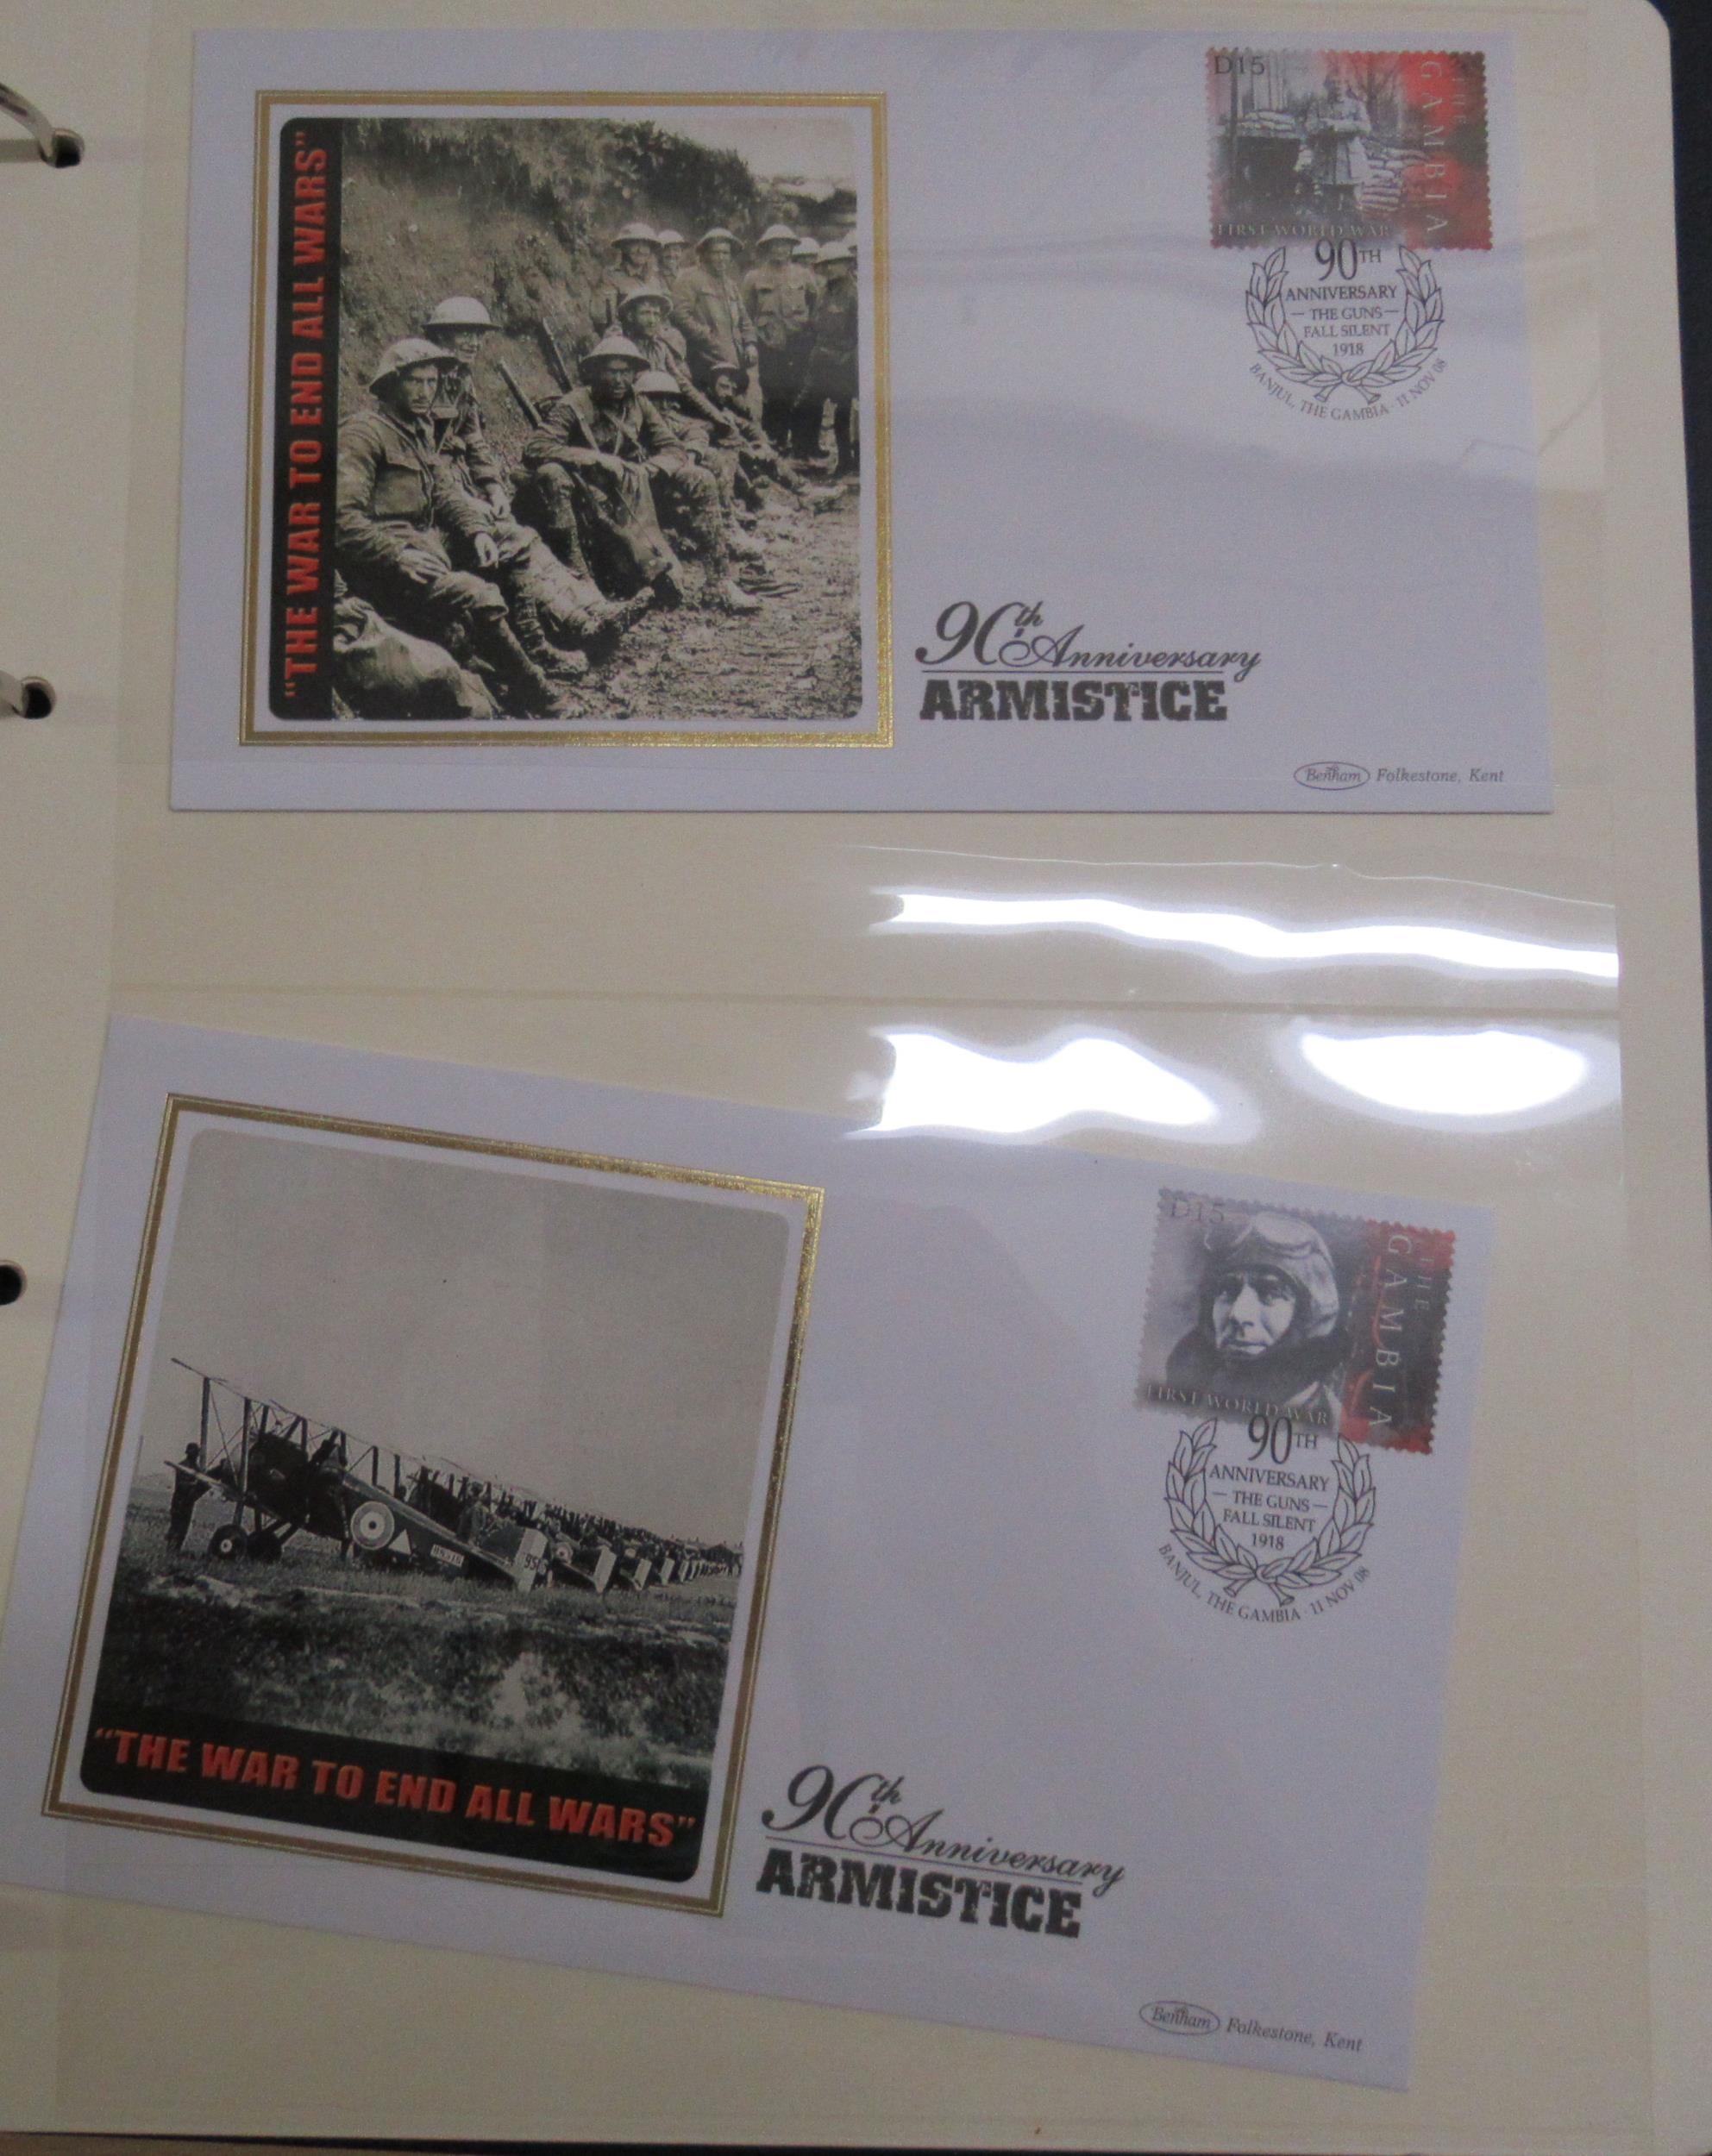 "THE WAR TO END ALL WARS"
D15
THE
GAMBIA
FIRST WORLD WAR
90TH
ANNIVERSARY
— THE GUNS —
FALL SILENT
1918
BANJUL, THE GAMBIA · 11 NOV 08
90th Anniversary
ARMISTICE
Benham Folkestone, Kent
D15
THE
GAMBIA
FIRST WORLD WAR
90TH
ANNIVERSARY
— THE GUNS —
FALL SILENT
1918
BANJUL, THE GAMBIA · 11 NOV 08
"THE WAR TO END ALL WARS"
90th Anniversary
ARMISTICE
Benham Folkestone, Kent